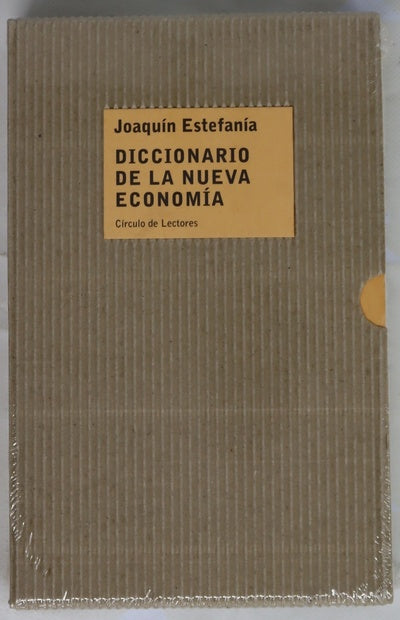 Joaquín Estefanía
DICCIONARIO
DE LA NUEVA
ECONOMÍA
Círculo de Lectores